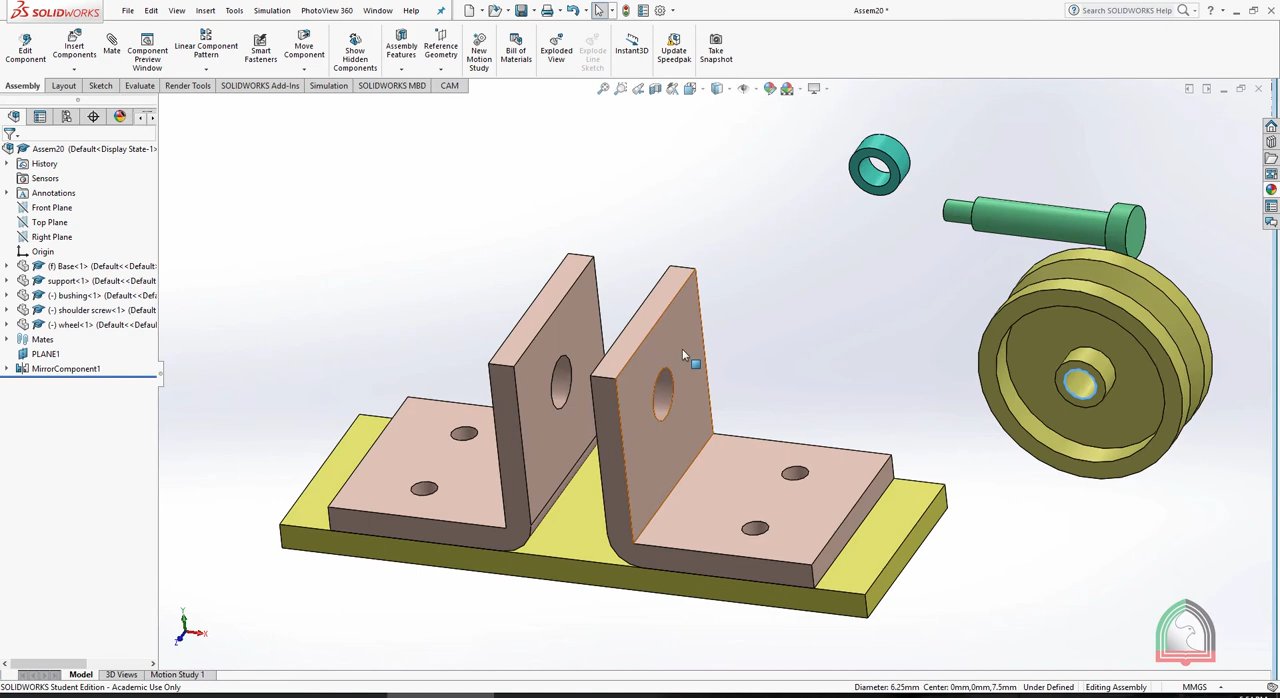 SOLIDWORKS File Edit View Insert Tools Simulation PhotoView 360 Window Help Assem20 * Search SOLIDWORKS Help
Edit Component
Insert Components
Mate
Component Preview Window
Linear Component Pattern
Smart Fasteners
Move Component
Show Hidden Components
Assembly Features
Reference Geometry
New Motion Study
Bill of Materials
Exploded View
Explode Line Sketch
Instant3D
Update Speedpak
Take Snapshot
Assembly Layout Sketch Evaluate Render Tools SOLIDWORKS Add-Ins Simulation SOLIDWORKS MBD CAM
Assem20 (Default<Display State-1>
History
Sensors
Annotations
Front Plane
Top Plane
Right Plane
Origin
(f) Base<1> (Default<<Default
support<1> (Default<<Default
(-) bushing<1> (Default<<Defa
(-) shoulder screw<1> (Default
(-) wheel<1> (Default<<Default
Mates
PLANE1
MirrorComponent1
Y
X
Z
Model 3D Views Motion Study 1
SOLIDWORKS Student Edition - Academic Use Only Diameter: 6.25mm Center: 0mm,0mm,7.5mm Under Defined Editing Assembly MMGS